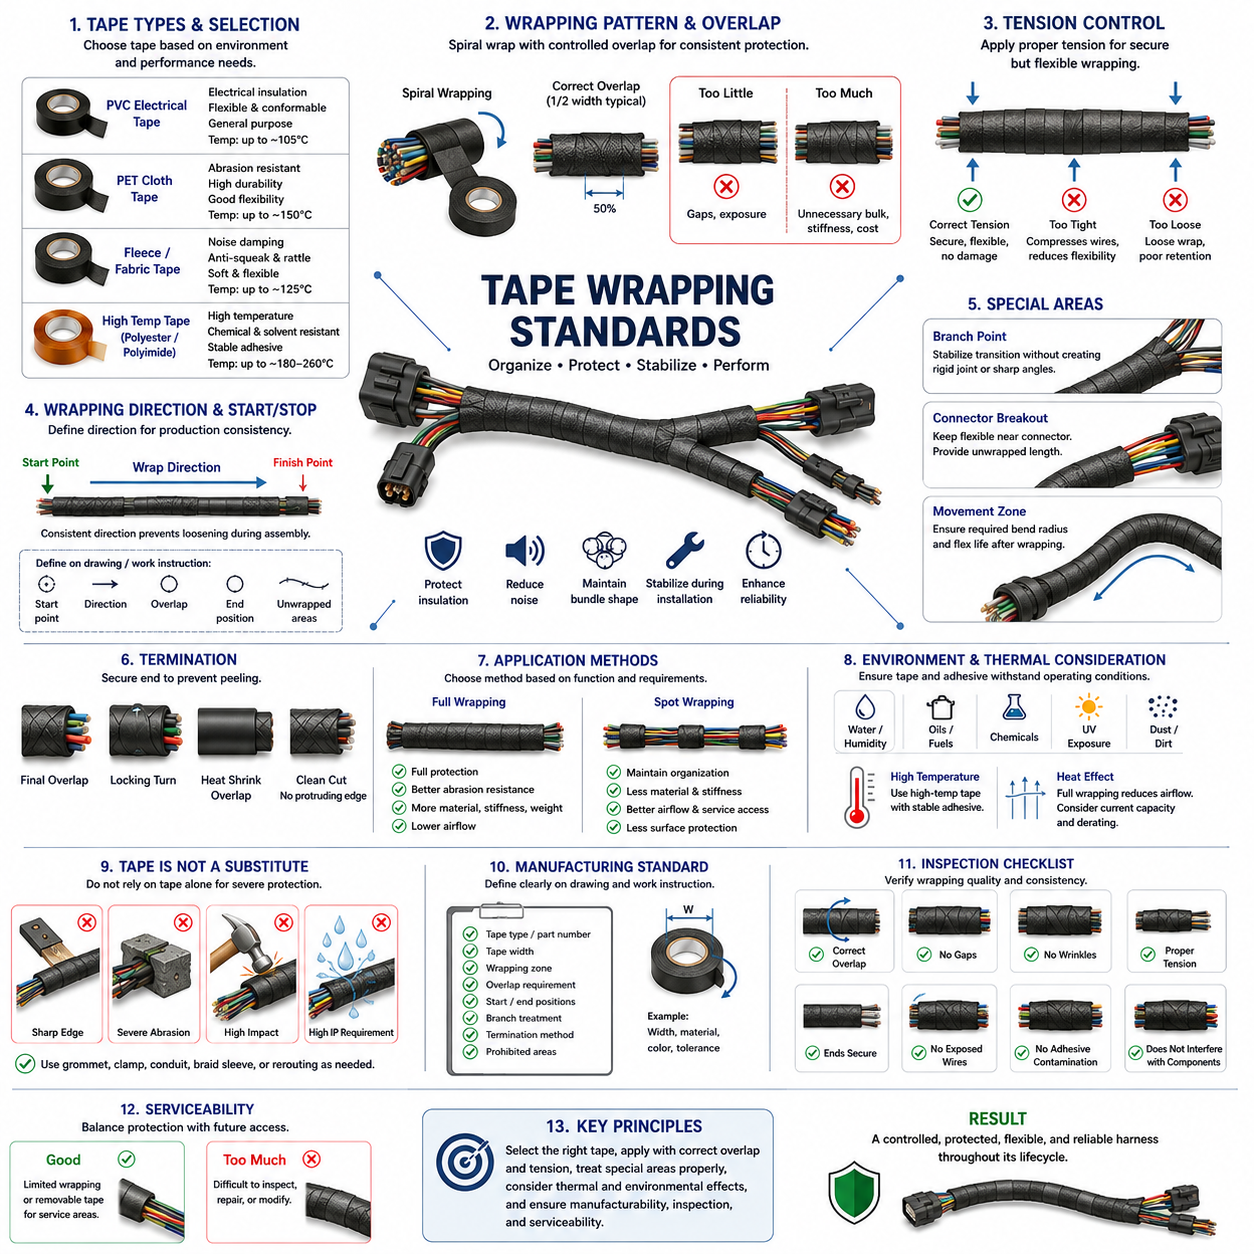 1. TAPE TYPES & SELECTION
Choose tape based on environment
and performance needs.
PVC Electrical
Tape
Electrical insulation
Flexible & conformable
General purpose
Temp: up to ~105°C
PET Cloth
Tape
Abrasion resistant
High durability
Good flexibility
Temp: up to ~150°C
Fleece /
Fabric Tape
Noise damping
Anti-squeak & rattle
Soft & flexible
Temp: up to ~125°C
High Temp Tape
(Polyester /
Polyimide)
High temperature
Chemical & solvent resistant
Stable adhesive
Temp: up to ~180–260°C
2. WRAPPING PATTERN & OVERLAP
Spiral wrap with controlled overlap for consistent protection.
Spiral Wrapping
Correct Overlap
(1/2 width typical)
50%
Too Little
Gaps, exposure
Too Much
Unnecessary bulk,
stiffness, cost
3. TENSION CONTROL
Apply proper tension for secure
but flexible wrapping.
Correct Tension
Secure, flexible,
no damage
Too Tight
Compresses wires,
reduces flexibility
Too Loose
Loose wrap,
poor retention
TAPE WRAPPING
STANDARDS
Organize • Protect • Stabilize • Perform
Protect
insulation
Reduce
noise
Maintain
bundle shape
Stabilize during
installation
Enhance
reliability
4. WRAPPING DIRECTION & START/STOP
Define direction for production consistency.
Start Point
Wrap Direction
Finish Point
Consistent direction prevents loosening during assembly.
Define on drawing / work instruction:
Start
point
Direction
Overlap
End
position
Unwrapped
areas
5. SPECIAL AREAS
Branch Point
Stabilize transition without creating
rigid joint or sharp angles.
Connector Breakout
Keep flexible near connector.
Provide unwrapped length.
Movement Zone
Ensure required bend radius
and flex life after wrapping.
6. TERMINATION
Secure end to prevent peeling.
Final Overlap
Locking Turn
Heat Shrink
Overlap
Clean Cut
No protruding edge
7. APPLICATION METHODS
Choose method based on function and requirements.
Full Wrapping
Full protection
Better abrasion resistance
More material, stiffness, weight
Lower airflow
Spot Wrapping
Maintain organization
Less material & stiffness
Better airflow & service access
Less surface protection
8. ENVIRONMENT & THERMAL CONSIDERATION
Ensure tape and adhesive withstand operating conditions.
Water /
Humidity
Oils /
Fuels
Chemicals
UV
Exposure
Dust /
Dirt
High Temperature
Use high-temp tape
with stable adhesive.
Heat Effect
Full wrapping reduces airflow.
Consider current capacity
and derating.
9. TAPE IS NOT A SUBSTITUTE
Do not rely on tape alone for severe protection.
Sharp Edge
Severe Abrasion
High Impact
High IP Requirement
Use grommet, clamp, conduit, braid sleeve, or rerouting as needed.
10. MANUFACTURING STANDARD
Define clearly on drawing and work instruction.
Tape type / part number
Tape width
Wrapping zone
Overlap requirement
Start / end positions
Branch treatment
Termination method
Prohibited areas
W
Example:
Width, material,
color, tolerance
11. INSPECTION CHECKLIST
Verify wrapping quality and consistency.
Correct
Overlap
No Gaps
No Wrinkles
Proper
Tension
Ends Secure
No Exposed
Wires
No Adhesive
Contamination
Does Not Interfere
with Components
12. SERVICEABILITY
Balance protection with future access.
Good
Limited wrapping
or removable tape
for service areas.
Too Much
Difficult to inspect,
repair, or modify.
13. KEY PRINCIPLES
Select the right tape, apply with correct overlap
and tension, treat special areas properly,
consider thermal and environmental effects,
and ensure manufacturability, inspection,
and serviceability.
RESULT
A controlled, protected, flexible, and reliable harness
throughout its lifecycle.